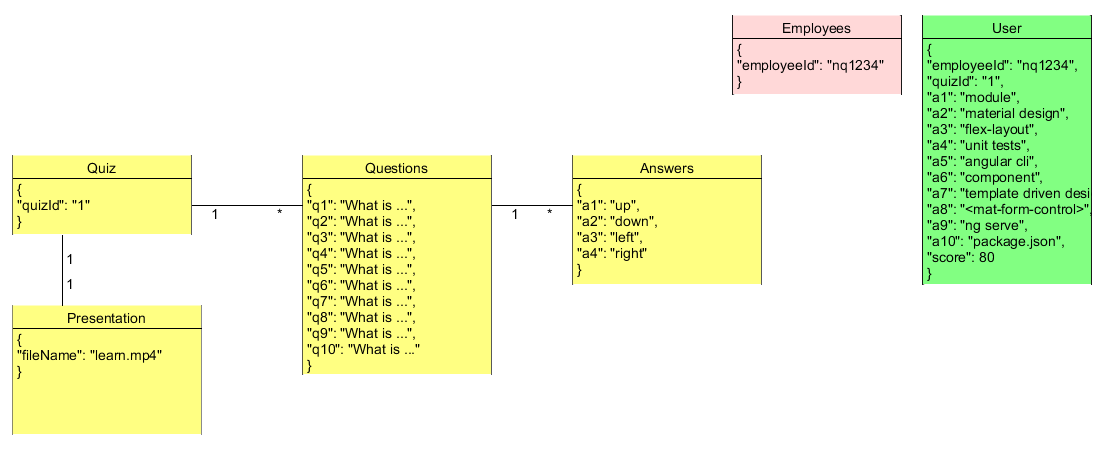 Employees
{
"employeeId": "nq1234"
}
User
{
"employeeId": "nq1234",
"quizId": "1",
"a1": "module",
"a2": "material design",
"a3": "flex-layout",
"a4": "unit tests",
"a5": "angular cli",
"a6": "component",
"a7": "template driven desi
"a8": "<mat-form-control>",
"a9": "ng serve",
"a10": "package.json",
"score": 80
}
Quiz
{
"quizId": "1"
}
1
*
Questions
{
"q1": "What is ...",
"q2": "What is ...",
"q3": "What is ...",
"q4": "What is ...",
"q5": "What is ...",
"q6": "What is ...",
"q7": "What is ...",
"q8": "What is ...",
"q9": "What is ...",
"q10": "What is ..."
}
1
*
Answers
{
"a1": "up",
"a2": "down",
"a3": "left",
"a4": "right"
}
1
1
Presentation
{
"fileName": "learn.mp4"
}